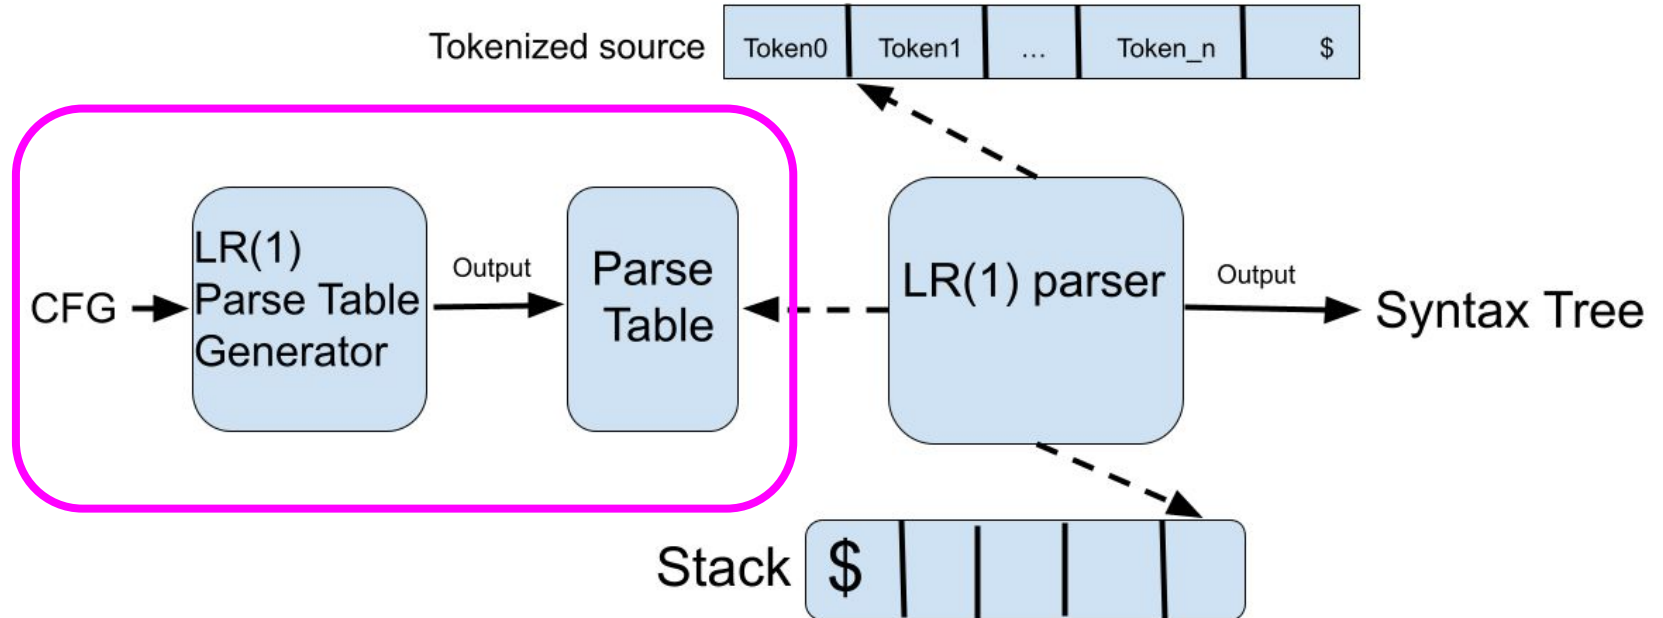 Tokenized source
Token0
Token1
...
Token_n
$
CFG
LR(1)
Parse Table
Generator
Output
Parse
Table
LR(1) parser
Output
Syntax Tree
Stack
$